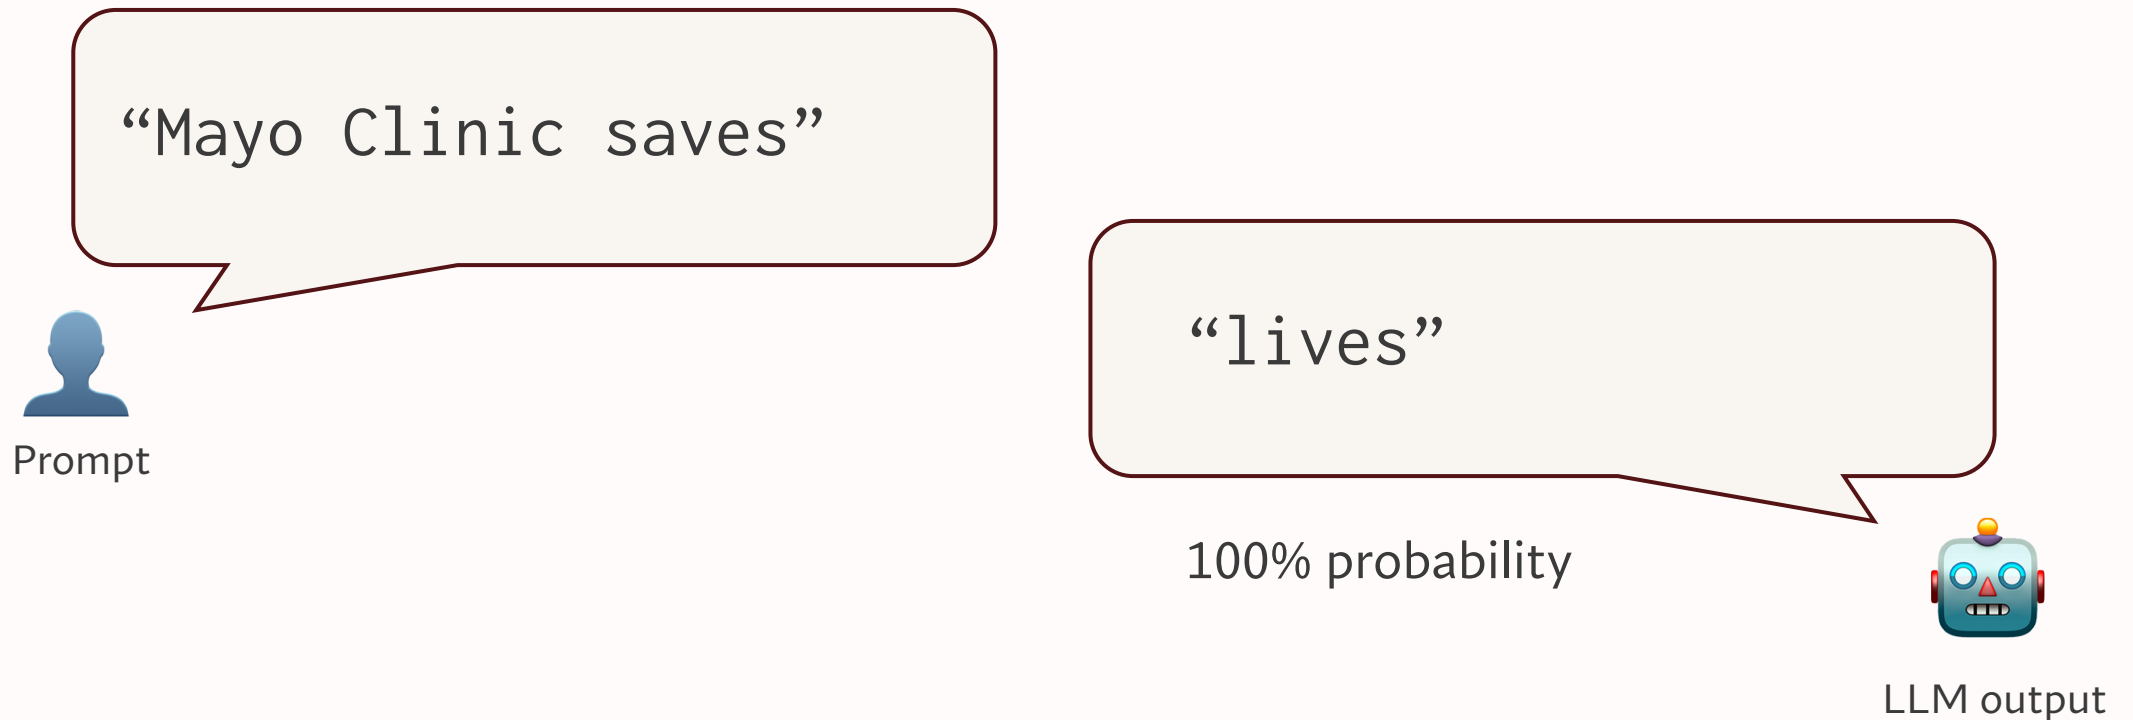 “Mayo Clinic saves”
Prompt
“lives”
100% probability
LLM output